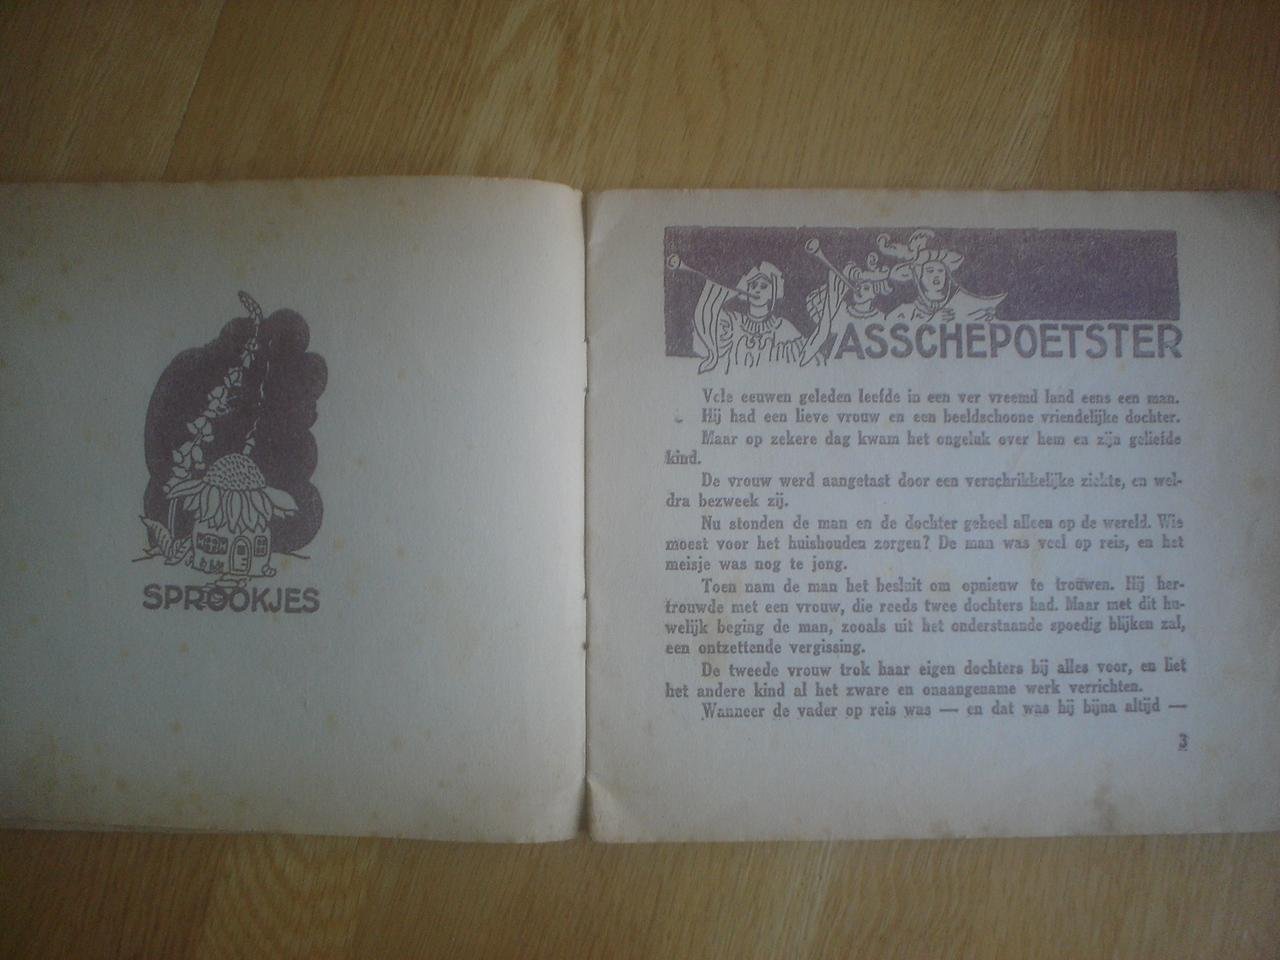 SPROOKJES
ASSCHEPOETSTER
Vele eeuwen geleden leefde in een ver vreemd land eens een man.
Hij had een lieve vrouw en een beeldschoone vriendelijke dochter.
Maar op zekere dag kwam het ongeluk over hem en zijn geliefde
kind.
De vrouw werd aangetast door een verschrikkelijke ziekte, en wel-
dra bezweek zij.
Nu stonden de man en de dochter geheel alleen op de wereld. Wie
moest voor het huishouden zorgen? De man was veel op reis, en het
meisje was nog te jong.
Toen nam de man het besluit om opnieuw te trouwen. Hij her-
trouwde met een vrouw, die reeds twee dochters had. Maar met dit hu-
welijk beging de man, zooals uit het onderstaande spoedig blijken zal,
een ontzettende vergissing.
De tweede vrouw trok haar eigen dochters bij alles voor, en liet
het andere kind al het zware en onaangename werk verrichten.
Wanneer de vader op reis was — en dat was hij bijna altijd —
3